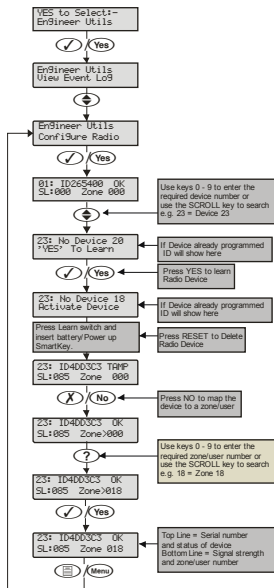 YES to Select:-
En9ineer Utils
Yes
En9ineer Utils
View Event Lo9
En9ineer Utils
Confi9ure Radio
Yes
01: ID265400 OK
SL:000 Zone 000
Use keys 0 - 9 to enter the
required device number or
use the SCROLL key to search
e.g. 23 = Device 23
23: No Device 20
'YES' To Learn
If Device already programmed
ID will show here
Yes
Press YES to learn
Radio Device
23: No Device 18
Activate Device
If Device already programmed
ID will show here
Press Learn switch and
insert battery/Power up
SmartKey.
Press RESET to Delete
Radio Device
23: ID4DD3C3 TAMP
SL:085 Zone 000
No
Press NO to map the
device to a zone/user
23: ID4DD3C3 OK
SL:085 Zone>000
?
Use keys 0 - 9 to enter the
required zone/user number or
use the SCROLL key to search
e.g. 18 = Zone 18
23: ID4DD3C3 OK
SL:085 Zone>018
Yes
23: ID4DD3C3 OK
SL:085 Zone 018
Top Line = Serial number
and status of device
Bottom Line = Signal strength
and zone/user number
Menu